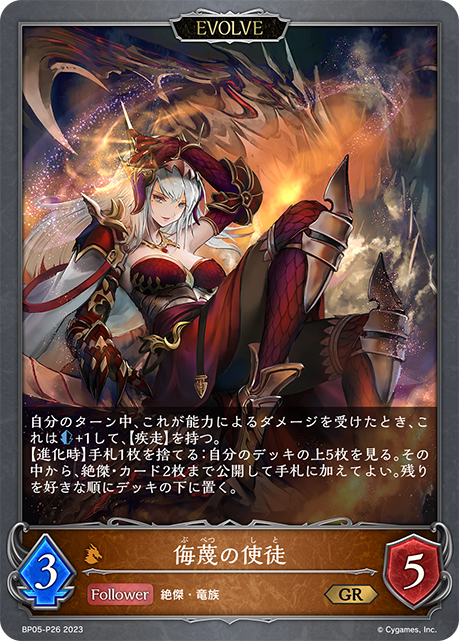 EVOLVE
自分のターン中、これが能力によるダメージを受けたとき、こ
れは+1して、【疾走】を持つ。
【進化時】手札1枚を捨てる：自分のデッキの上5枚を見る。その
中から、絶傑・カード2枚まで公開して手札に加えてよい。残り
を好きな順にデッキの下に置く。
ぶべつ しと
侮蔑の使徒
3
Follower 絶傑・竜族
GR
5
BP05-P26 2023
© Cygames, Inc.